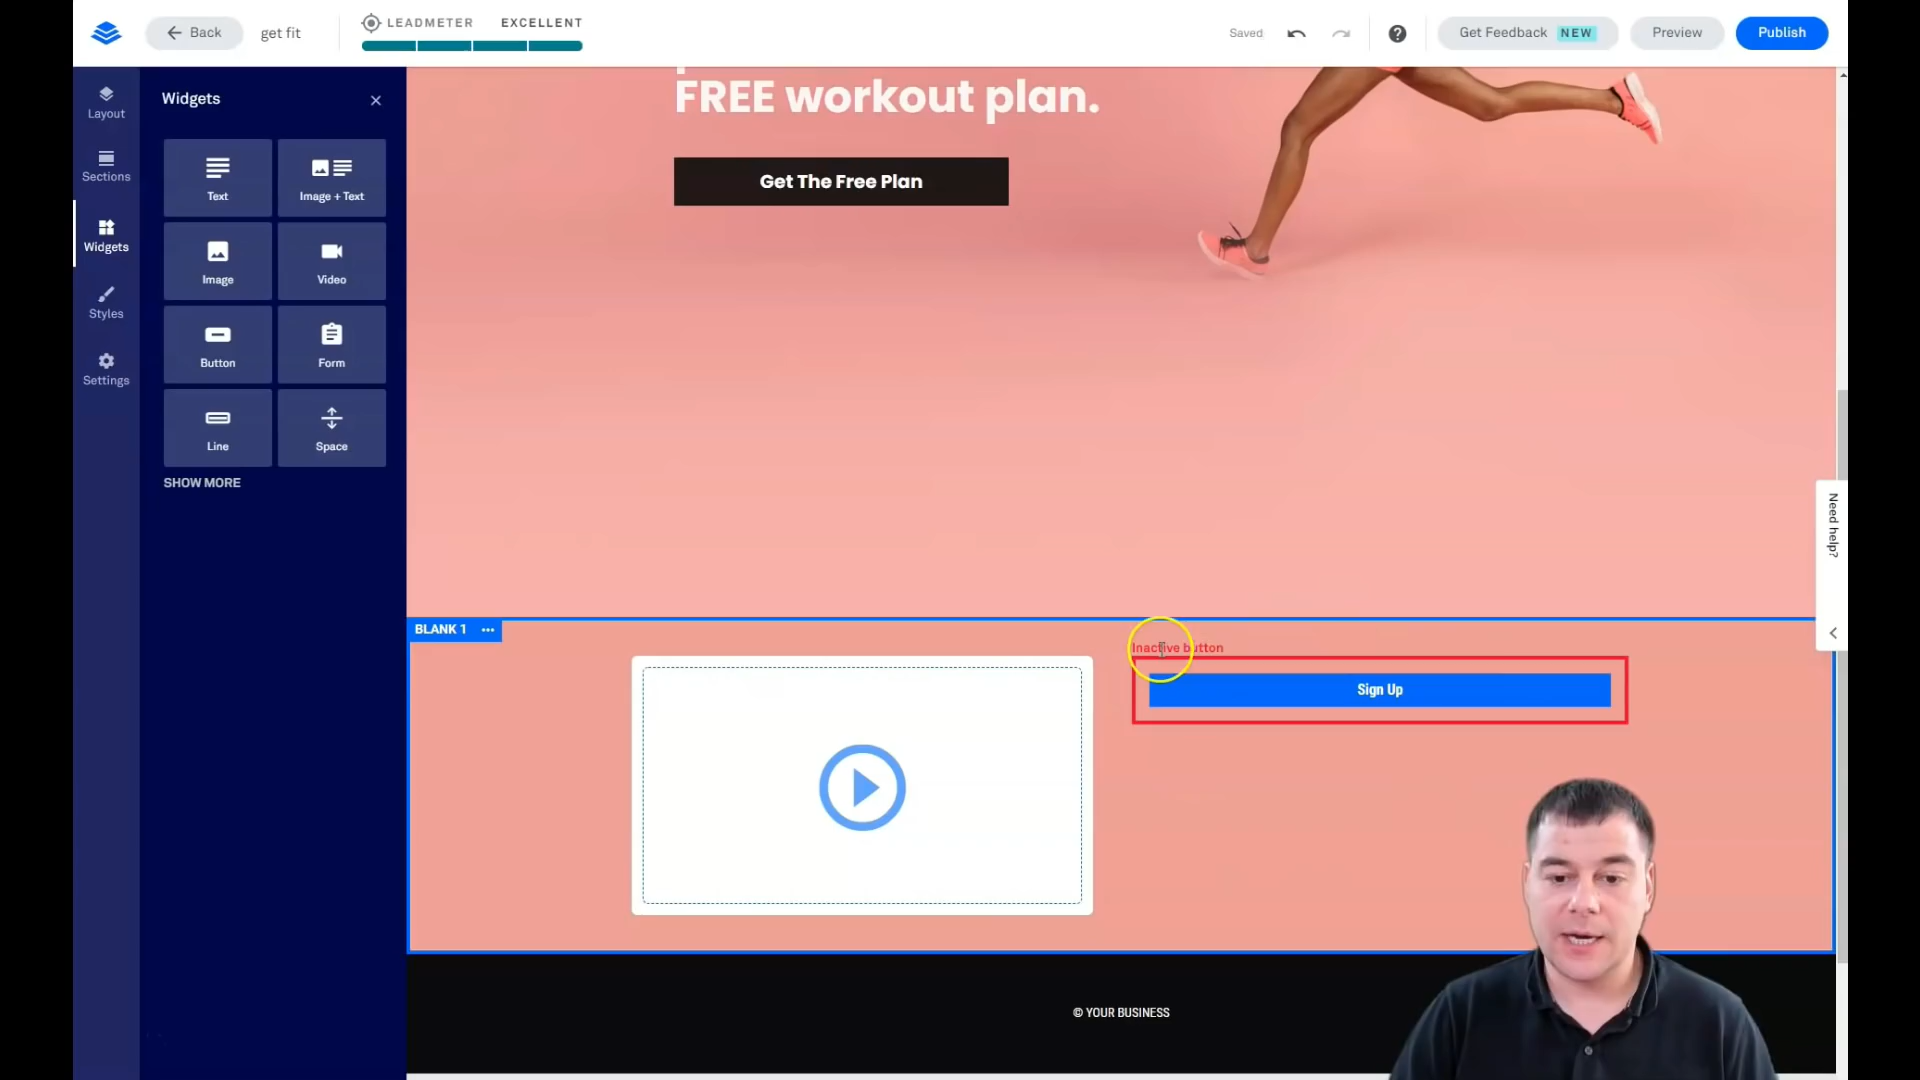 Back
get fit
LEADMETER EXCELLENT
Saved
?
Get Feedback NEW
Preview
Publish
Layout
Sections
Widgets
Styles
Settings
Widgets
Text
Image + Text
Image
Video
Button
Form
Line
Space
SHOW MORE
FREE workout plan.
Get The Free Plan
Need help?
BLANK 1
Inactive button
Sign Up
© YOUR BUSINESS